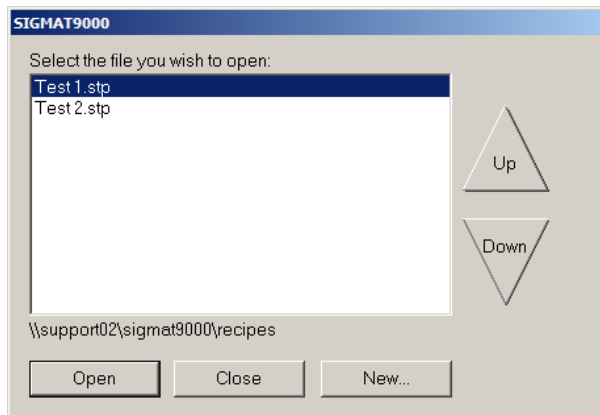 SIGMAT9000
Select the file you wish to open:
Test 1.stp
Test 2.stp
Up
Down
\\support02\sigmat9000\recipes
Open
Close
New...